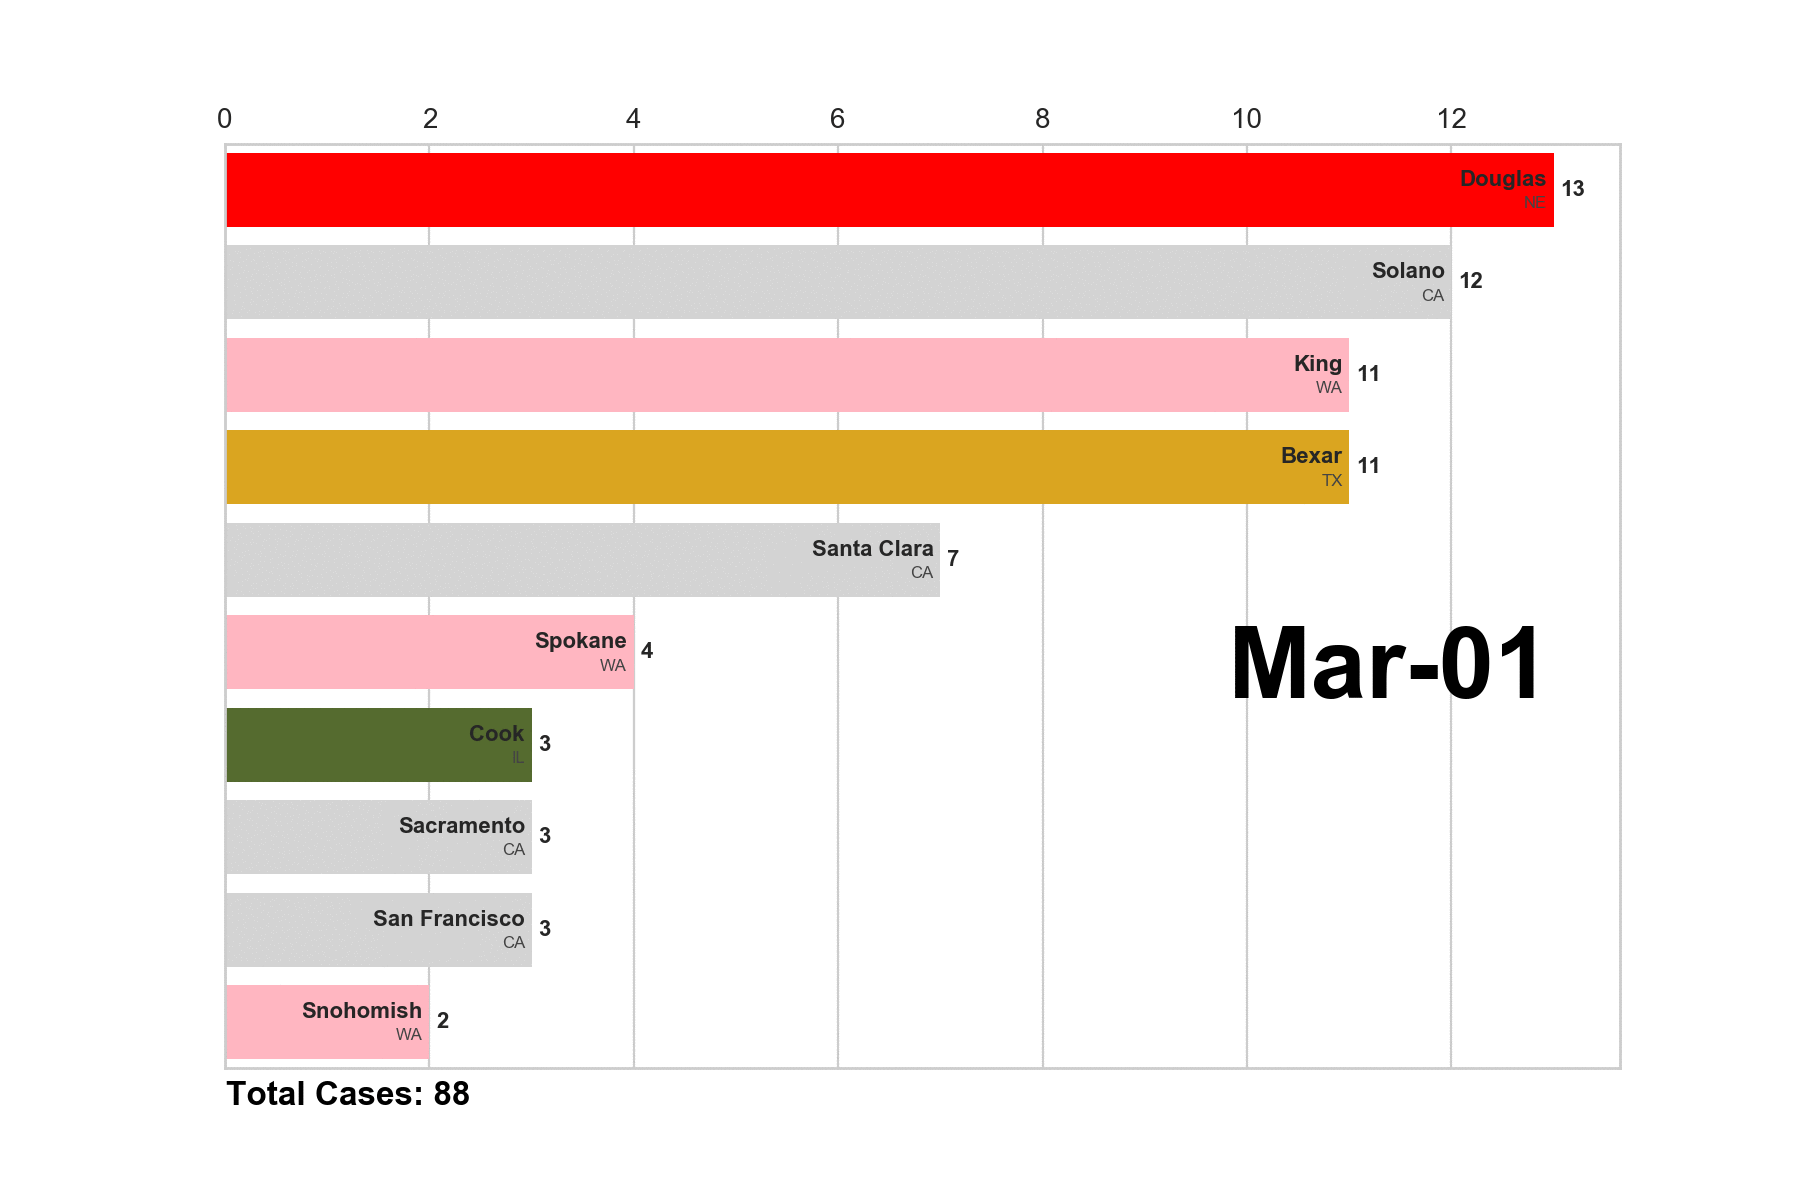 0 2 4 6 8 10 12
Douglas 13
NE
Solano 12
CA
King 11
WA
Bexar 11
TX
Santa Clara 7
CA
Spokane 4
WA
Mar-01
Cook 3
IL
Sacramento 3
CA
San Francisco 3
CA
Snohomish 2
WA
Total Cases: 88